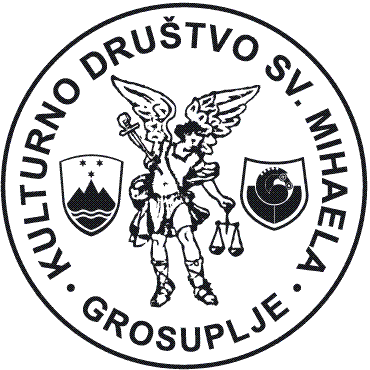 KULTURNO DRUŠTVO SV. MIHAELA
• GROSUPLJE •